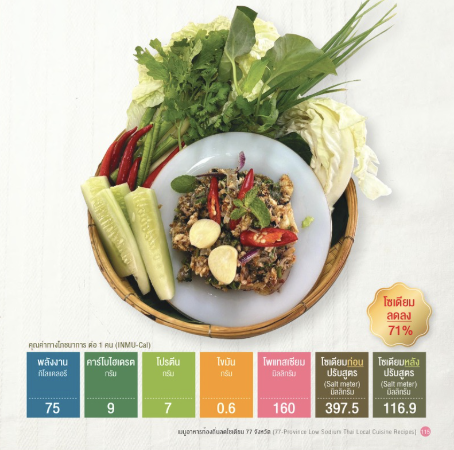 โซเดียม
ลดลง
71%
คุณค่าทางโภชนาการ ต่อ 1 คน (INMU-Cal)
พลังงาน
กิโลแคลอรี่
75
คาร์โบไฮเดรต
กรัม
9
โปรตีน
กรัม
7
ไขมัน
กรัม
0.6
โพแทสเซียม
มิลลิกรัม
160
โซเดียมก่อน
ปรับสูตร
(Salt meter)
มิลลิกรัม
397.5
โซเดียมหลัง
ปรับสูตร
(Salt meter)
มิลลิกรัม
116.9
เมนูอาหารท้องถิ่นลดโซเดียม 77 จังหวัด (77-Province Low Sodium Thai Local Cuisine Recipes)